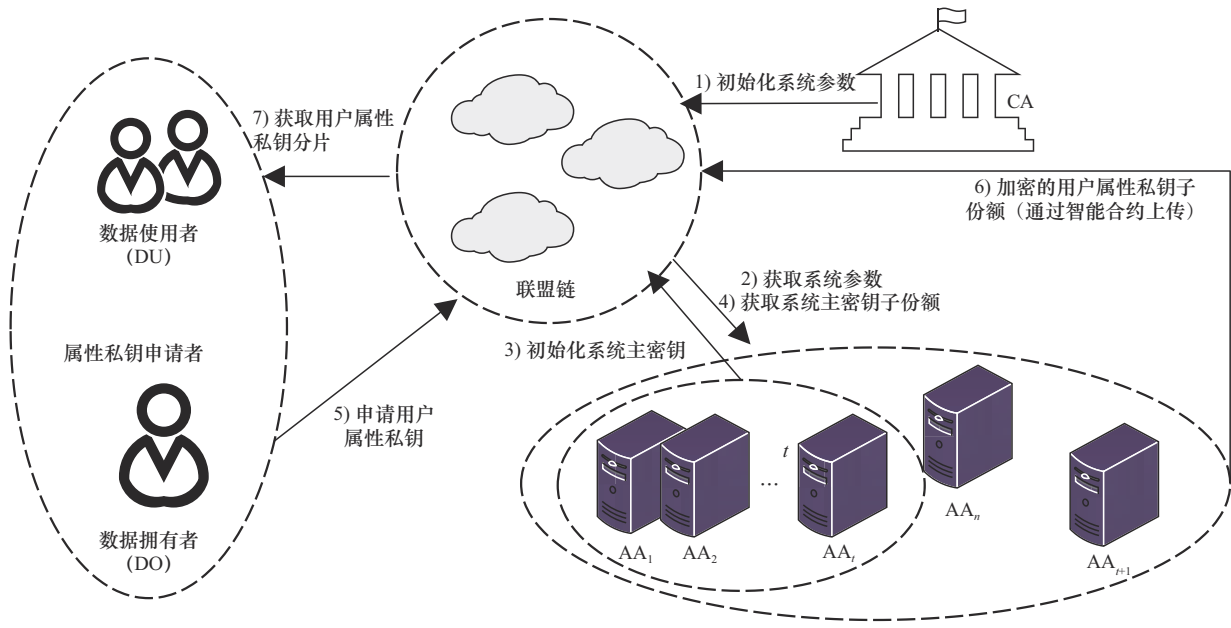 1) 初始化系统参数
CA
7) 获取用户属性
私钥分片
6) 加密的用户属性私钥子
份额（通过智能合约上传）
数据使用者
(DU)
联盟链
2) 获取系统参数
4) 获取系统主密钥子份额
3) 初始化系统主密钥
属性私钥申请者
5) 申请用户
属性私钥
t
...
AAn
AA1
AA2
AAt
AAt+1
数据拥有者
(DO)